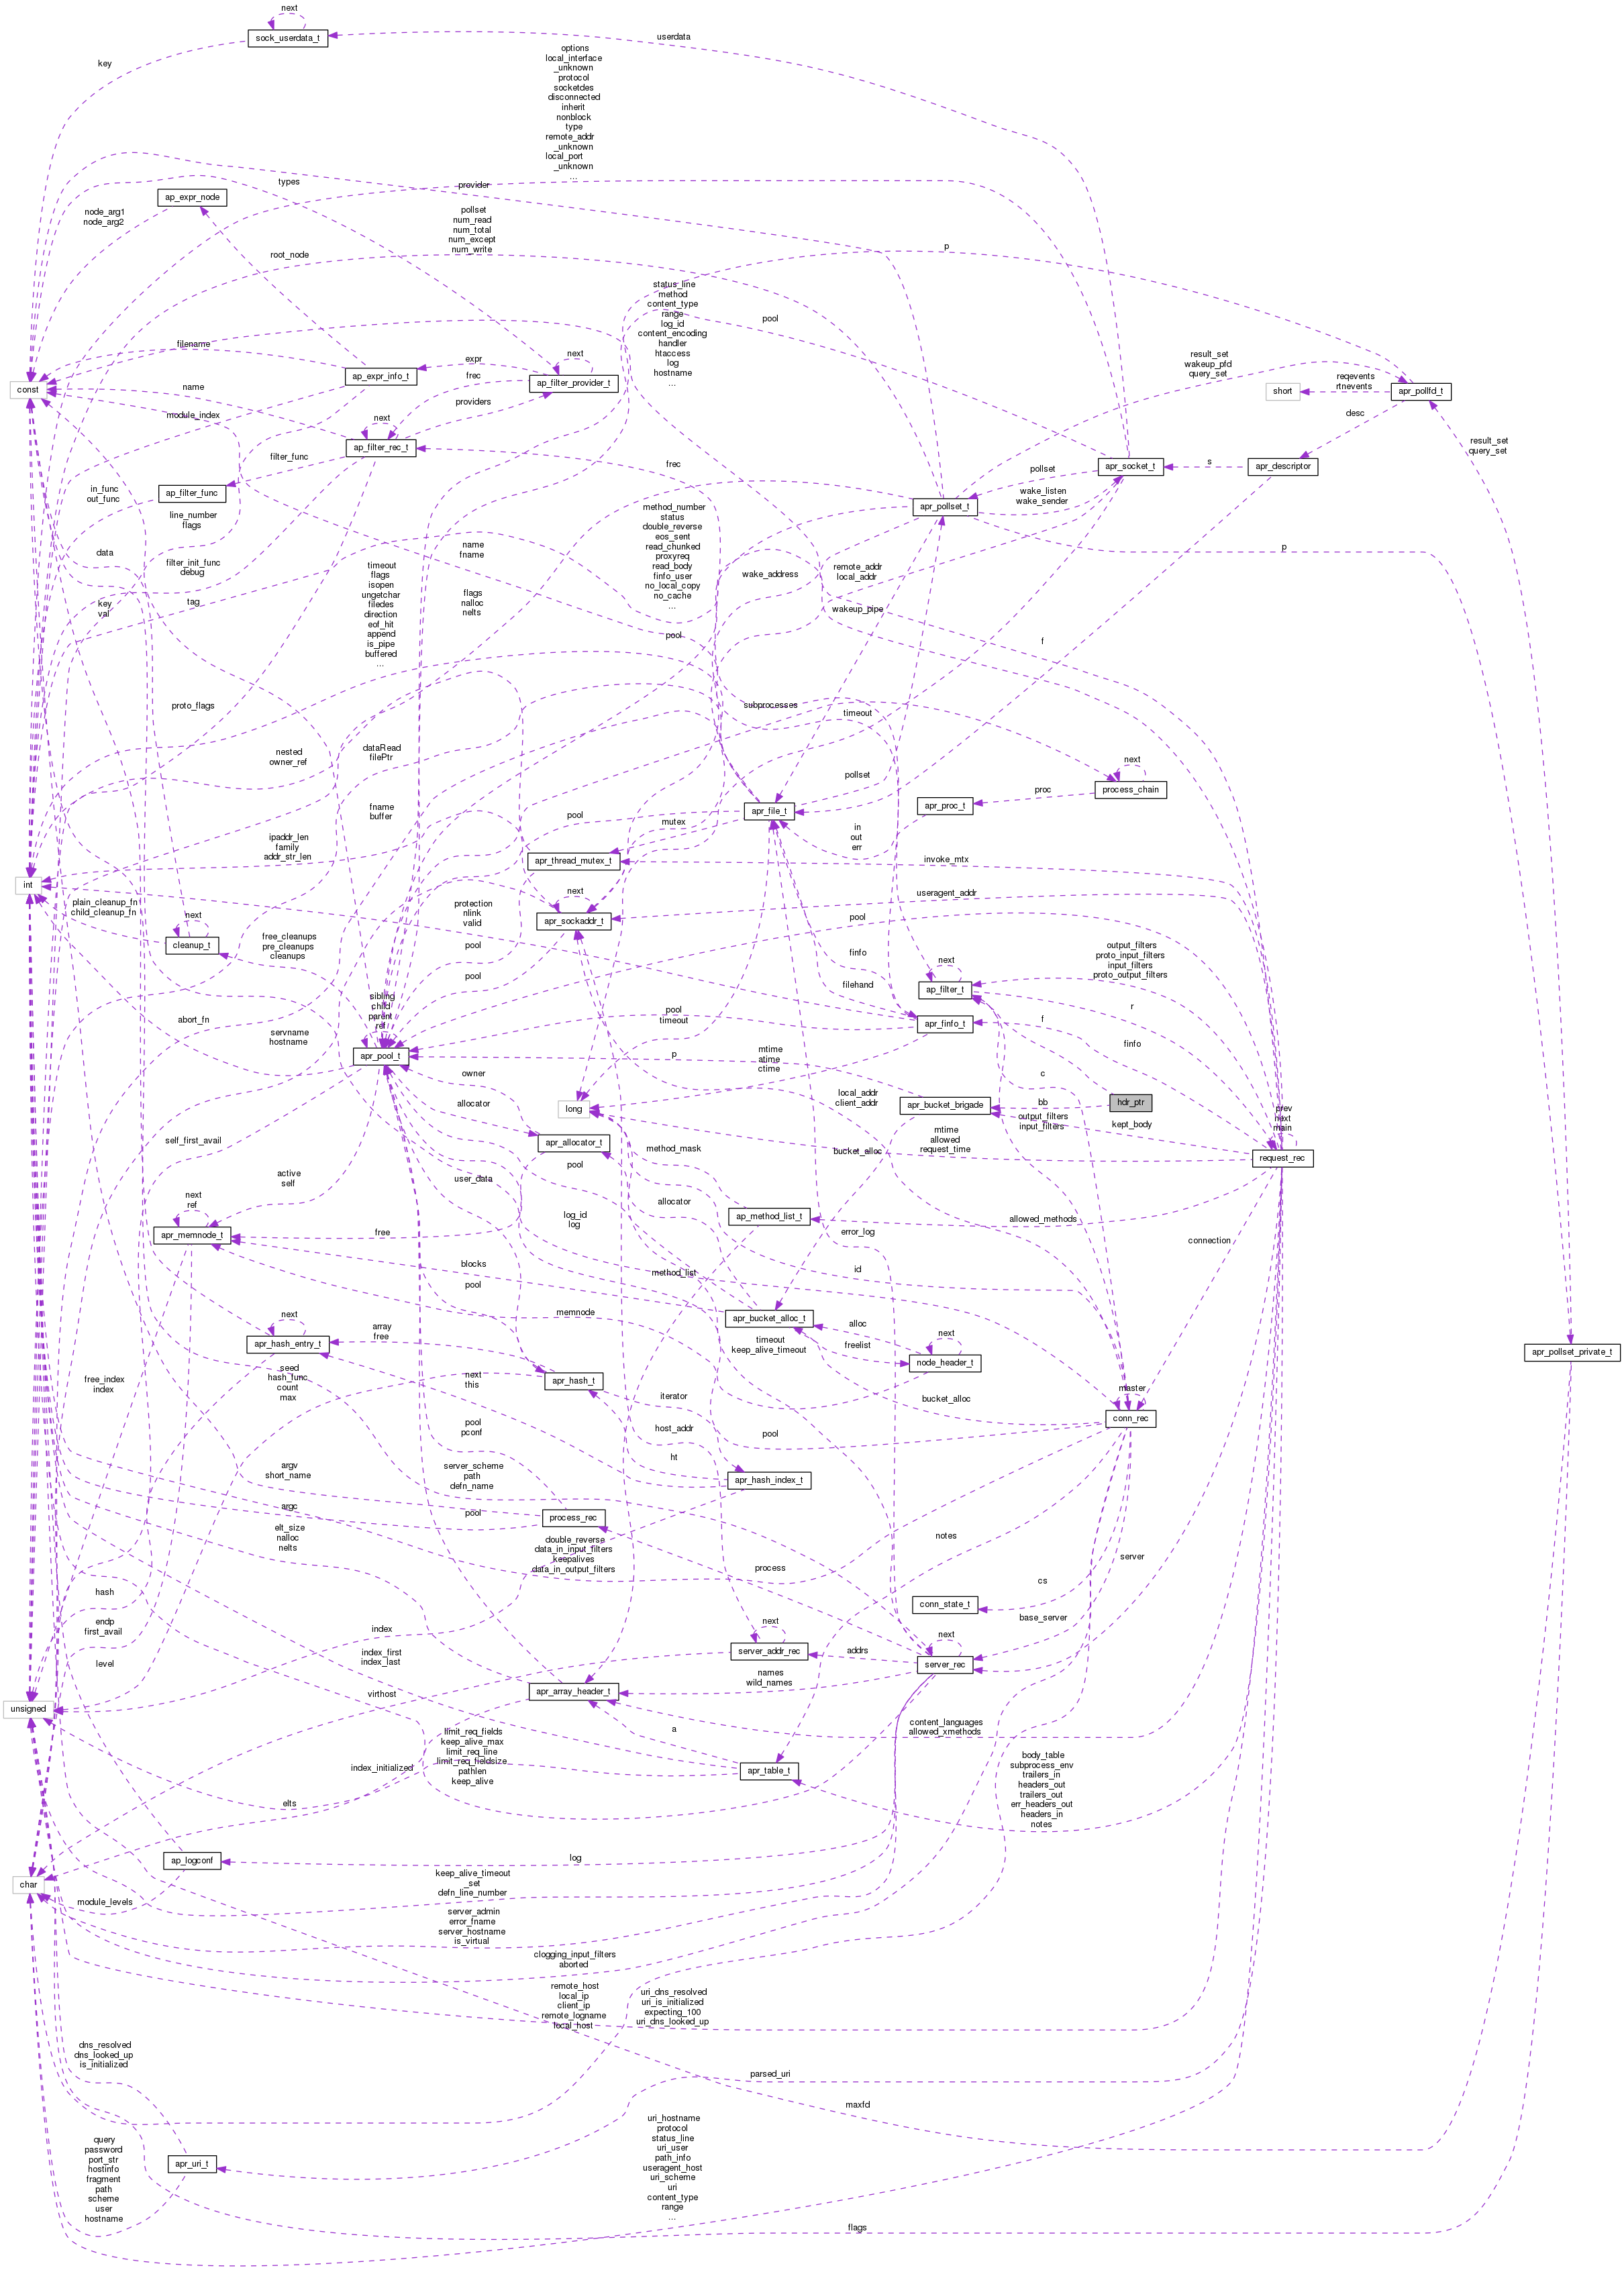 next
sock_userdata_t
userdata
key
options
local_interface
_unknown
protocol
socketdes
disconnected
inherit
nonblock
type
remote_addr
_unknown
local_port
_unknown
...
types
provider
ap_expr_node
node_arg1
node_arg2
pollset
num_read
num_total
num_except
num_write
root_node
p
status_line
method
content_type
range
log_id
content_encoding
handler
htaccess
log
hostname
...
pool
filename
expr
next
ap_filter_provider_t
ap_expr_info_t
const
frec
name
providers
result_set
wakeup_pfd
query_set
short
reqevents
rtnevents
apr_pollfd_t
module_index
next
ap_filter_rec_t
desc
result_set
query_set
filter_func
frec
pollset
apr_socket_t
s
apr_descriptor
in_func
out_func
ap_filter_func
wake_listen
wake_sender
apr_pollset_t
line_number
flags
method_number
status
double_reverse
eos_sent
read_chunked
proxyreq
read_body
finfo_user
no_local_copy
no_cache
...
data
name
fname
p
filter_init_func
debug
timeout
flags
isopen
ungetchar
filedes
direction
eof_hit
append
is_pipe
buffered
...
wake_address
remote_addr
local_addr
key
val
tag
flags
nalloc
nelts
wakeup_pipe
pool
f
proto_flags
subprocesses
timeout
nested
owner_ref
dataRead
filePtr
pollset
next
process_chain
proc
apr_proc_t
fname
buffer
pool
apr_file_t
mutex
in
out
err
ipaddr_len
family
addr_str_len
apr_thread_mutex_t
invoke_mtx
int
next
useragent_addr
plain_cleanup_fn
child_cleanup_fn
protection
nlink
valid
apr_sockaddr_t
pool
next
cleanup_t
free_cleanups
pre_cleanups
cleanups
pool
finfo
output_filters
proto_input_filters
input_filters
proto_output_filters
next
ap_filter_t
pool
filehand
sibling
child
parent
ref
pool
timeout
r
abort_fn
f
apr_finfo_t
servname
hostname
apr_pool_t
p
mtime
atime
ctime
finfo
owner
c
local_addr
client_addr
hdr_ptr
bb
allocator
long
apr_bucket_brigade
output_filters
input_filters
kept_body
prev
next
main
self_first_avail
apr_allocator_t
method_mask
bucket_alloc
mtime
allowed
request_time
request_rec
pool
active
self
user_data
next
ref
allocator
ap_method_list_t
allowed_methods
log_id
log
apr_memnode_t
free
error_log
connection
blocks
method_list
id
pool
memnode
apr_bucket_alloc_t
next
array
free
alloc
next
apr_hash_entry_t
timeout
keep_alive_timeout
freelist
node_header_t
apr_pollset_private_t
seed
hash_func
count
max
next
this
apr_hash_t
free_index
index
master
iterator
bucket_alloc
conn_rec
pool
pconf
host_addr
pool
ht
argv
short_name
server_scheme
path
defn_name
apr_hash_index_t
argc
pool
process_rec
elt_size
nalloc
nelts
double_reverse
data_in_input_filters
keepalives
data_in_output_filters
notes
server
process
cs
hash
conn_state_t
base_server
endp
first_avail
index
next
next
index_first
index_last
server_addr_rec
addrs
server_rec
level
names
wild_names
virthost
apr_array_header_t
unsigned
content_languages
allowed_xmethods
a
limit_req_fields
keep_alive_max
limit_req_line
limit_req_fieldsize
pathlen
keep_alive
index_initialized
apr_table_t
body_table
subprocess_env
trailers_in
headers_out
trailers_out
err_headers_out
headers_in
notes
elts
ap_logconf
log
char
module_levels
keep_alive_timeout
_set
defn_line_number
server_admin
error_fname
server_hostname
is_virtual
clogging_input_filters
aborted
remote_host
local_ip
client_ip
remote_logname
local_host
uri_dns_resolved
uri_is_initialized
expecting_100
uri_dns_looked_up
dns_resolved
dns_looked_up
is_initialized
parsed_uri
maxfd
query
password
port_str
hostinfo
fragment
path
scheme
user
hostname
apr_uri_t
uri_hostname
protocol
status_line
uri_user
path_info
useragent_host
uri_scheme
uri
content_type
range
...
flags